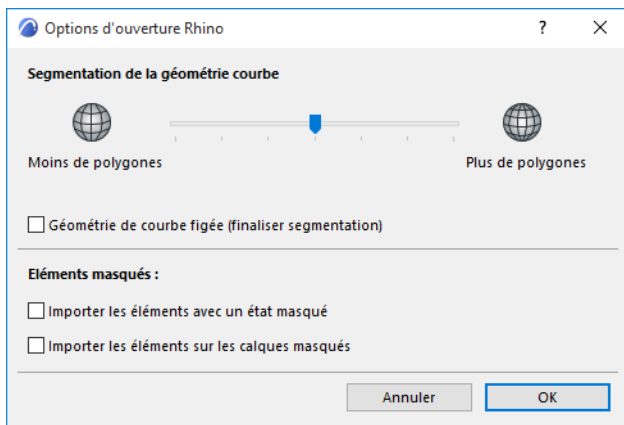 Options d'ouverture Rhino
?
Segmentation de la géométrie courbe
Moins de polygones
Plus de polygones
Géométrie de courbe figée (finaliser segmentation)
Eléments masqués :
Importer les éléments avec un état masqué
Importer les éléments sur les calques masqués
Annuler
OK